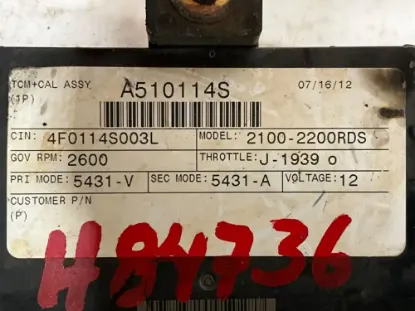 TCM+CAL ASSY A510114S 07/16/12
(1P)
CIN: 4F0114S003L MODEL: 2100-2200RDS
GOV RPM: 2600 THROTTLE: J-1939 o
PRI MODE: 5431-V SEC MODE: 5431-A VOLTAGE: 12
CUSTOMER P/N
(P)
H84736